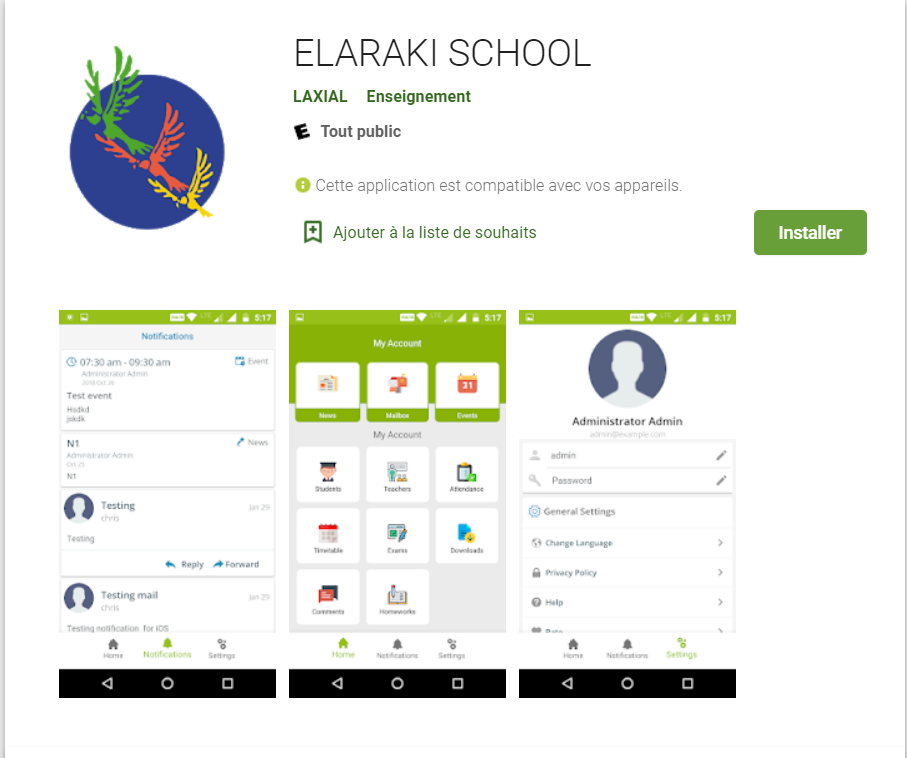 ELARAKI SCHOOL
LAXIAL Enseignement
E Tout public
Cette application est compatible avec vos appareils.
Ajouter à la liste de souhaits
Installer
LTE 5:17
Notifications
07:30 am - 09:30 am Event
Administrator Admin
2018 Oct 26
Test event
Hsdkd
jskdk
N1 News
Administrator Admin
Oct 25
N1
Testing Jan 29
chris
Testing
Reply Forward
Testing mail Jan 29
chris
Testing notification for iOS
Home Notifications Settings
LTE 5:17
My Account
31
News Mailbox Events
My Account
Students Teachers Attendance
Timetable Exams Downloads
Comments Homeworks
Home Notifications Settings
LTE 5:17
Administrator Admin
admin@example.com
admin
Password
General Settings
Change Language
Privacy Policy
Help
Rate
Home Notifications Settings